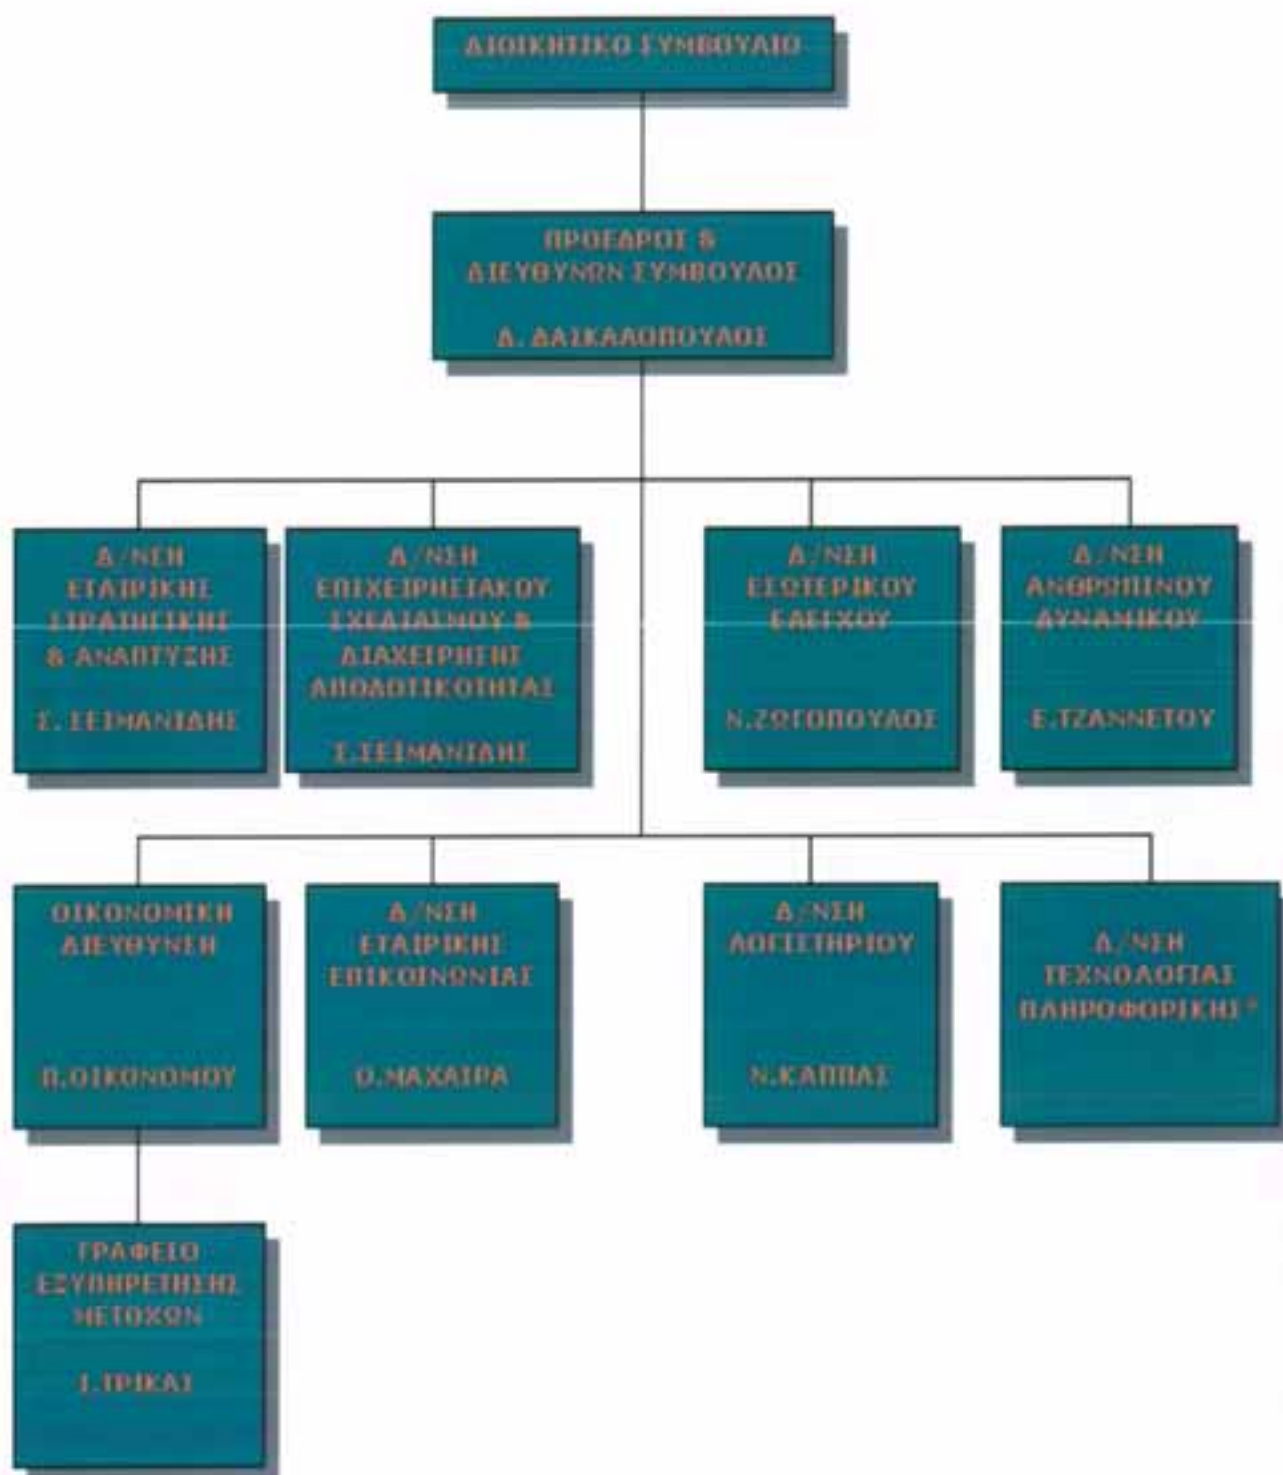 ΔΙΟΙΚΗΤΙΚΟ ΣΥΜΒΟΥΛΙΟ
ΠΡΟΕΔΡΟΣ &
ΔΙΕΥΘΥΝΩΝ ΣΥΜΒΟΥΛΟΣ
Δ. ΔΑΣΚΑΛΟΠΟΥΛΟΣ
Δ/ΝΣΗ
ΕΤΑΙΡΙΚΗΣ
ΣΤΡΑΤΗΓΙΚΗΣ
& ΑΝΑΠΤΥΞΗΣ
Σ. ΣΕΙΜΑΝΙΔΗΣ
Δ/ΝΣΗ
ΕΠΙΧΕΙΡΗΣΙΑΚΟΥ
ΣΧΕΔΙΑΣΜΟΥ &
ΔΙΑΧΕΙΡΗΣΗΣ
ΑΠΟΔΟΤΙΚΟΤΗΤΑΣ
Σ.ΣΕΙΜΑΝΙΔΗΣ
Δ/ΝΣΗ
ΕΣΩΤΕΡΙΚΟΥ
ΕΛΕΓΧΟΥ
Ν.ΖΩΓΟΠΟΥΛΟΣ
Δ/ΝΣΗ
ΑΝΘΡΩΠΙΝΟΥ
ΔΥΝΑΜΙΚΟΥ
Ε.ΤΖΑΝΝΕΤΟΥ
ΟΙΚΟΝΟΜΙΚΗ
ΔΙΕΥΘΥΝΣΗ
Π.ΟΙΚΟΝΟΜΟΥ
Δ/ΝΣΗ
ΕΤΑΙΡΙΚΗΣ
ΕΠΙΚΟΙΝΩΝΙΑΣ
Ο.ΜΑΧΑΙΡΑ
Δ/ΝΣΗ
ΛΟΓΙΣΤΗΡΙΟΥ
Ν.ΚΑΠΠΑΣ
Δ/ΝΣΗ
ΤΕΧΝΟΛΟΓΙΑΣ
ΠΛΗΡΟΦΟΡΙΚΗΣ*
ΓΡΑΦΕΙΟ
ΕΞΥΠΗΡΕΤΗΣΗΣ
ΜΕΤΟΧΩΝ
Ι.ΤΡΙΚΑΣ